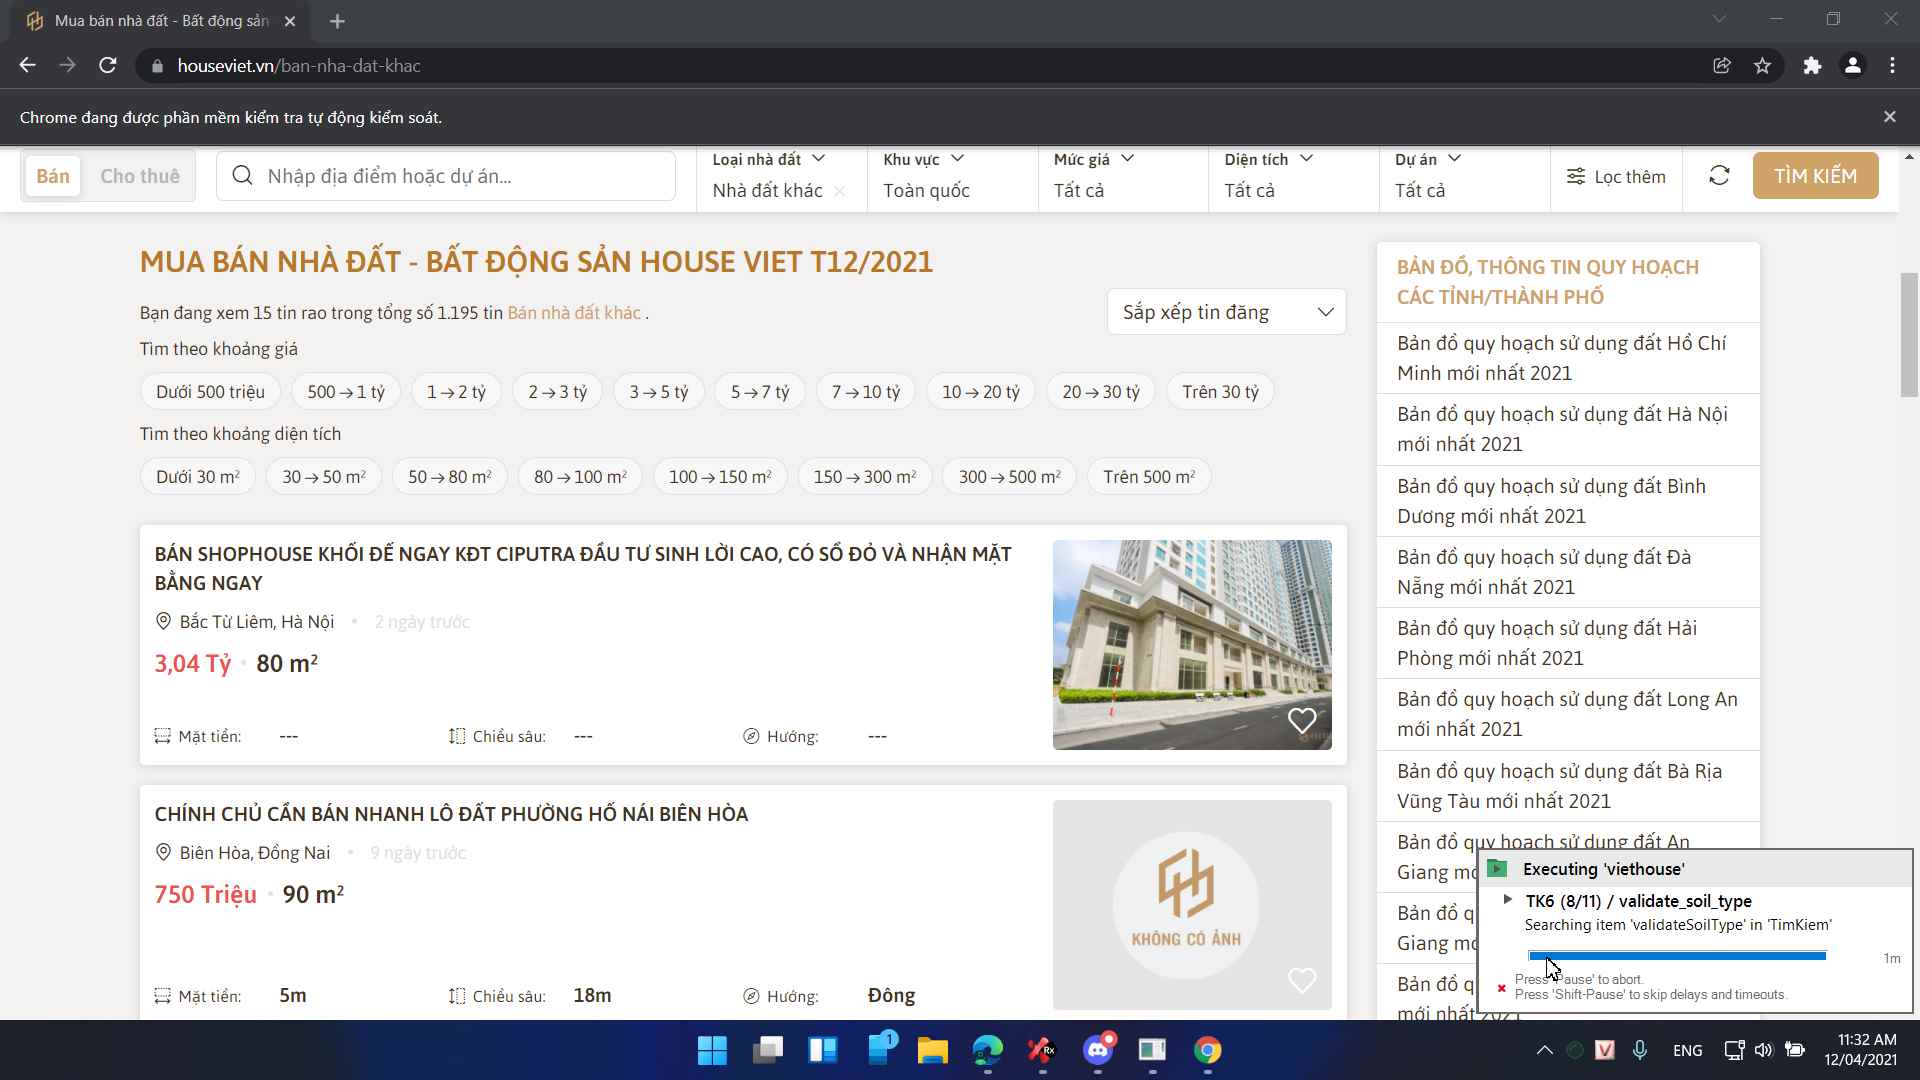 Mua bán nhà đất - Bất động sản
houseviet.vn/ban-nha-dat-khac
Chrome đang được phần mềm kiểm tra tự động kiểm soát.
Bán
Cho thuê
Nhập địa điểm hoặc dự án...
Loại nhà đất
Nhà đất khác
Khu vực
Toàn quốc
Mức giá
Tất cả
Diện tích
Tất cả
Dự án
Tất cả
Lọc thêm
TÌM KIẾM
MUA BÁN NHÀ ĐẤT - BẤT ĐỘNG SẢN HOUSE VIET T12/2021
Bạn đang xem 15 tin rao trong tổng số 1.195 tin Bán nhà đất khác .
Sắp xếp tin đăng
Tìm theo khoảng giá
Dưới 500 triệu
500 → 1 tỷ
1 → 2 tỷ
2 → 3 tỷ
3 → 5 tỷ
5 → 7 tỷ
7 → 10 tỷ
10 → 20 tỷ
20 → 30 tỷ
Trên 30 tỷ
Tìm theo khoảng diện tích
Dưới 30 m²
30 → 50 m²
50 → 80 m²
80 → 100 m²
100 → 150 m²
150 → 300 m²
300 → 500 m²
Trên 500 m²
BÁN SHOPHOUSE KHỐI ĐẾ NGAY KĐT CIPUTRA ĐẦU TƯ SINH LỜI CAO, CÓ SỔ ĐỎ VÀ NHẬN MẶT
BẰNG NGAY
Bắc Từ Liêm, Hà Nội • 2 ngày trước
3,04 Tỷ • 80 m²
Mặt tiền: ---
Chiều sâu: ---
Hướng: ---
CHÍNH CHỦ CẦN BÁN NHANH LÔ ĐẤT PHƯỜNG HỐ NÁI BIÊN HÒA
Biên Hòa, Đồng Nai • 9 ngày trước
750 Triệu • 90 m²
Mặt tiền: 5m
Chiều sâu: 18m
Hướng: Đông
KHÔNG CÓ ẢNH
BẢN ĐỒ, THÔNG TIN QUY HOẠCH
CÁC TỈNH/THÀNH PHỐ
Bản đồ quy hoạch sử dụng đất Hồ Chí
Minh mới nhất 2021
Bản đồ quy hoạch sử dụng đất Hà Nội
mới nhất 2021
Bản đồ quy hoạch sử dụng đất Bình
Dương mới nhất 2021
Bản đồ quy hoạch sử dụng đất Đà
Nẵng mới nhất 2021
Bản đồ quy hoạch sử dụng đất Hải
Phòng mới nhất 2021
Bản đồ quy hoạch sử dụng đất Long An
mới nhất 2021
Bản đồ quy hoạch sử dụng đất Bà Rịa
Vũng Tàu mới nhất 2021
Bản đồ quy hoạch sử dụng đất An
Giang
Bản đồ
Giang
Bản đồ
mới nhất 2021
Executing 'viethouse'
TK6 (8/11) / validate_soil_type
Searching item 'validateSoilType' in 'TimKiem'
1m
Press 'Pause' to abort.
Press 'Shift-Pause' to skip delays and timeouts.
1
Rx
V
ENG
11:32 AM
12/04/2021